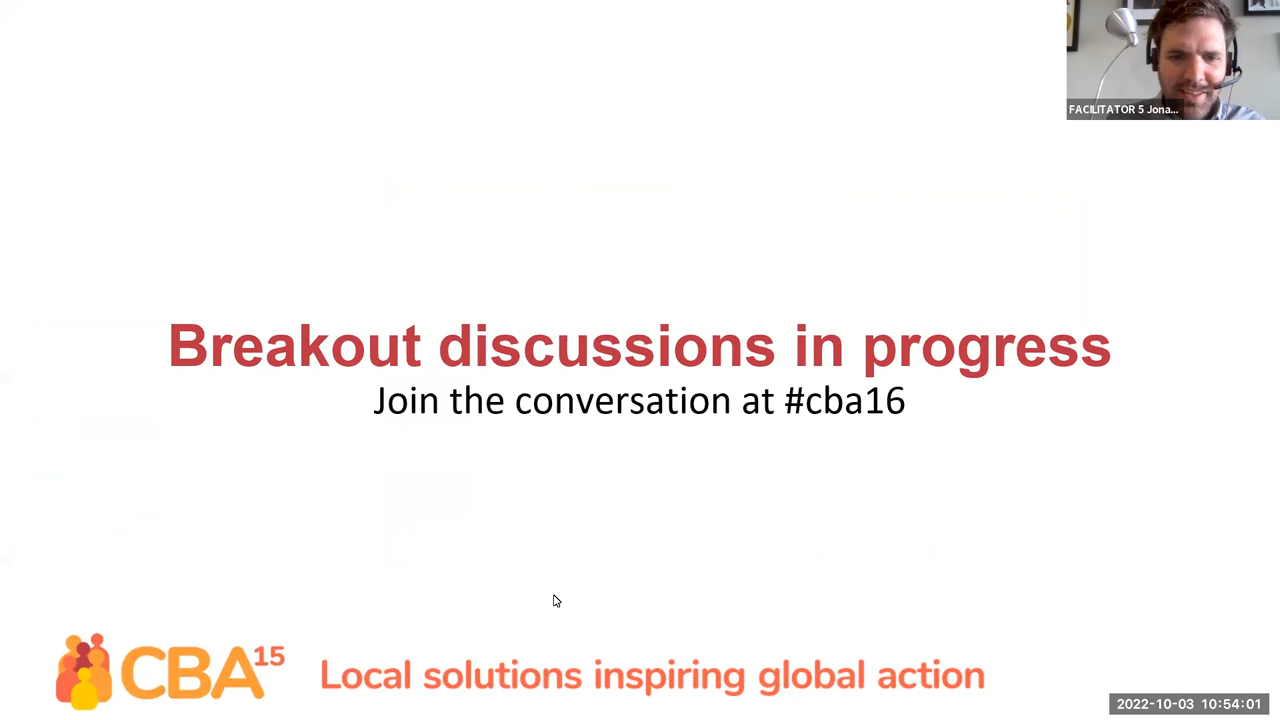 FACILITATOR 5 Jona...
Breakout discussions in progress
Join the conversation at #cba16
CBA15
Local solutions inspiring global action
2022-10-03 10:54:01